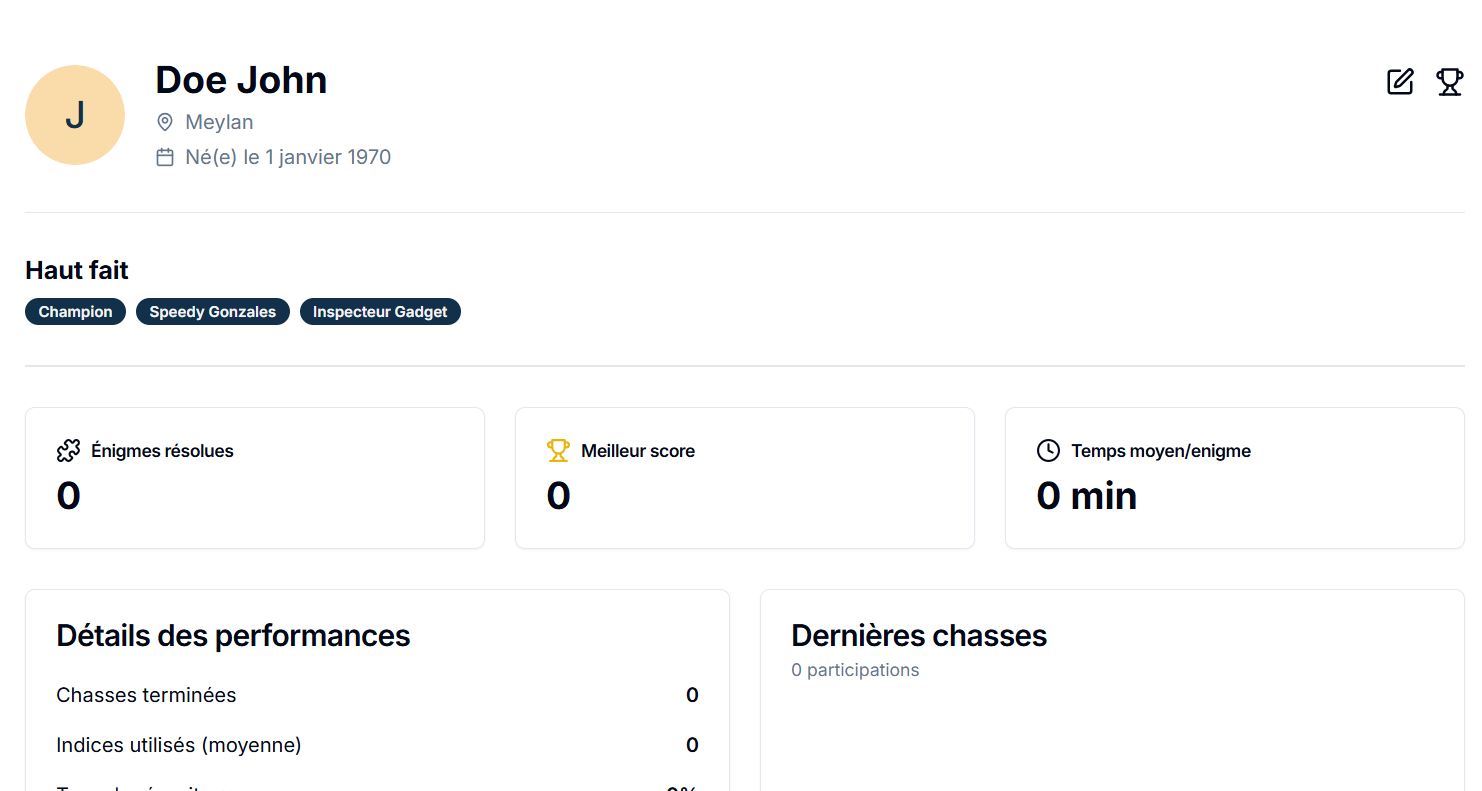 J
Doe John
Meylan
Né(e) le 1 janvier 1970
Haut fait
Champion Speedy Gonzales Inspecteur Gadget
Énigmes résolues
0
Meilleur score
0
Temps moyen/enigme
0 min
Détails des performances
Chasses terminées 0
Indices utilisés (moyenne) 0
Dernières chasses
0 participations